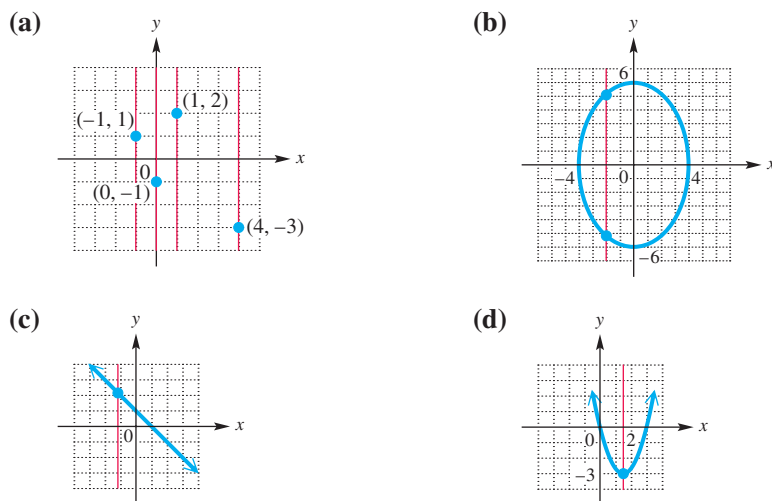 (a)
y
(1, 2)
(−1, 1)
x
0
(0, −1)
(4, −3)
(b)
y
6
x
−4
0
4
−6
(c)
y
x
0
(d)
y
x
0
2
−3